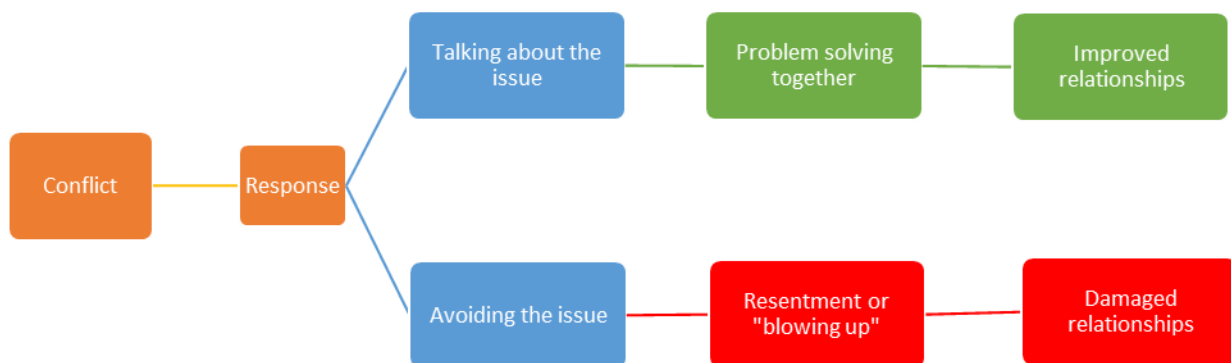 Talking about the
issue
Problem solving
together
Improved
relationships
Conflict
Response
Avoiding the issue
Resentment or
"blowing up"
Damaged
relationships